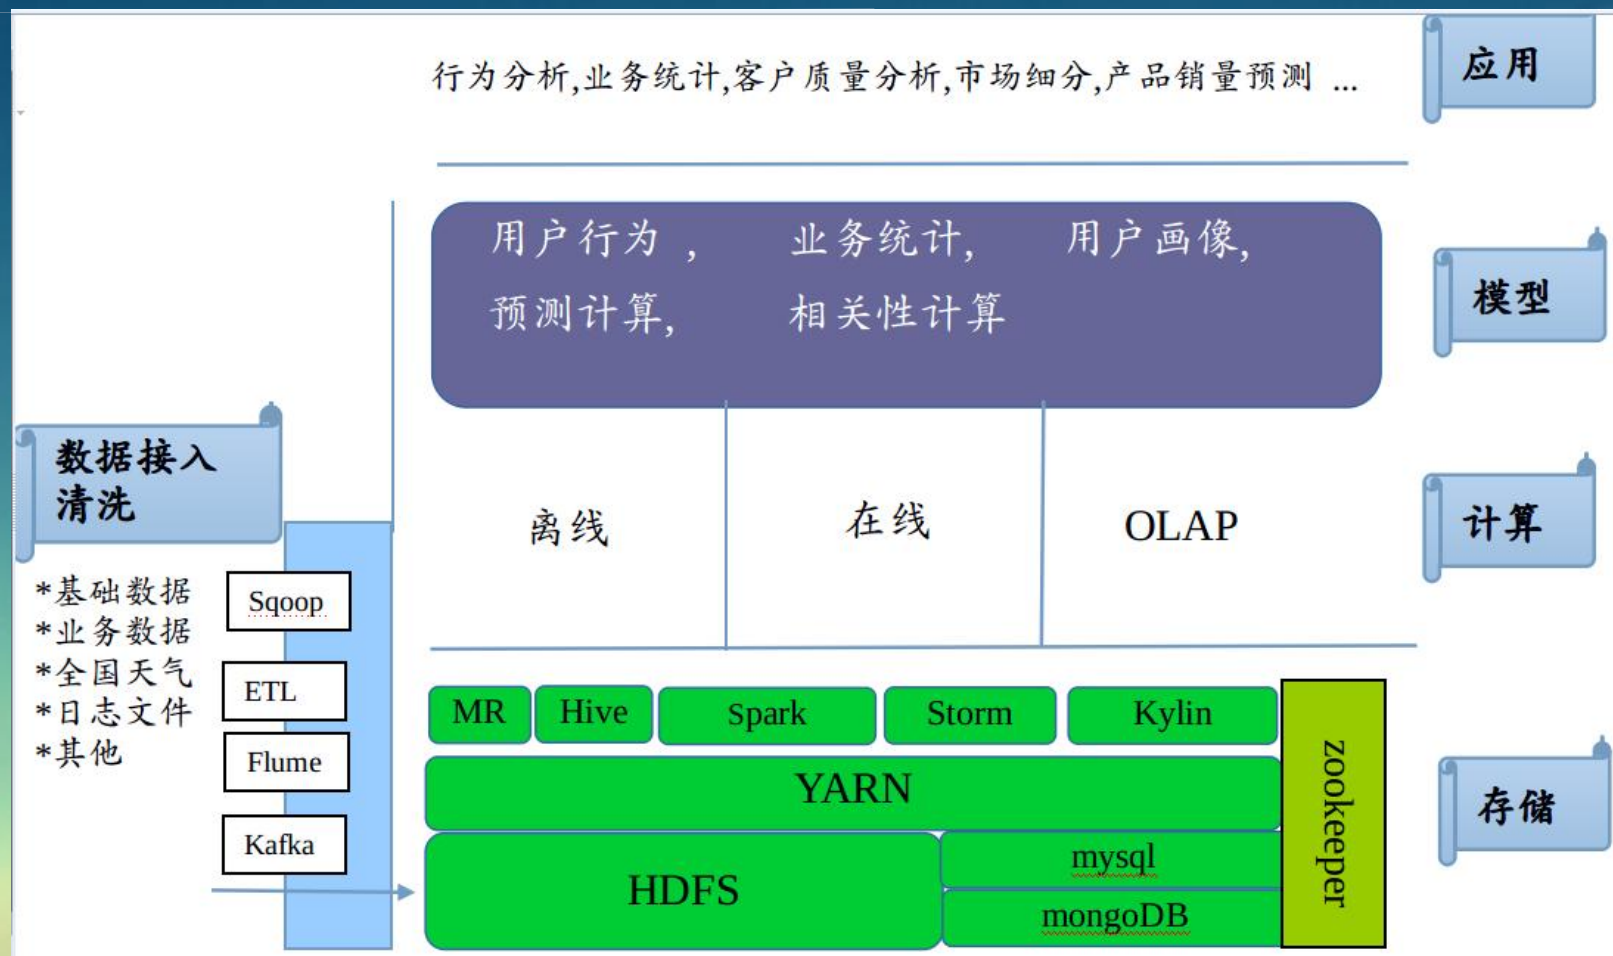 行为分析,业务统计,客户质量分析,市场细分,产品销量预测 ...
应用
用户行为 ,
业务统计,
用户画像,
预测计算,
相关性计算
模型
数据接入
清洗
离线
在线
OLAP
计算
*基础数据
*业务数据
*全国天气
*日志文件
*其他
Sqoop
ETL
Flume
Kafka
MR
Hive
Spark
Storm
Kylin
YARN
HDFS
mysql
mongoDB
zookeeper
存储